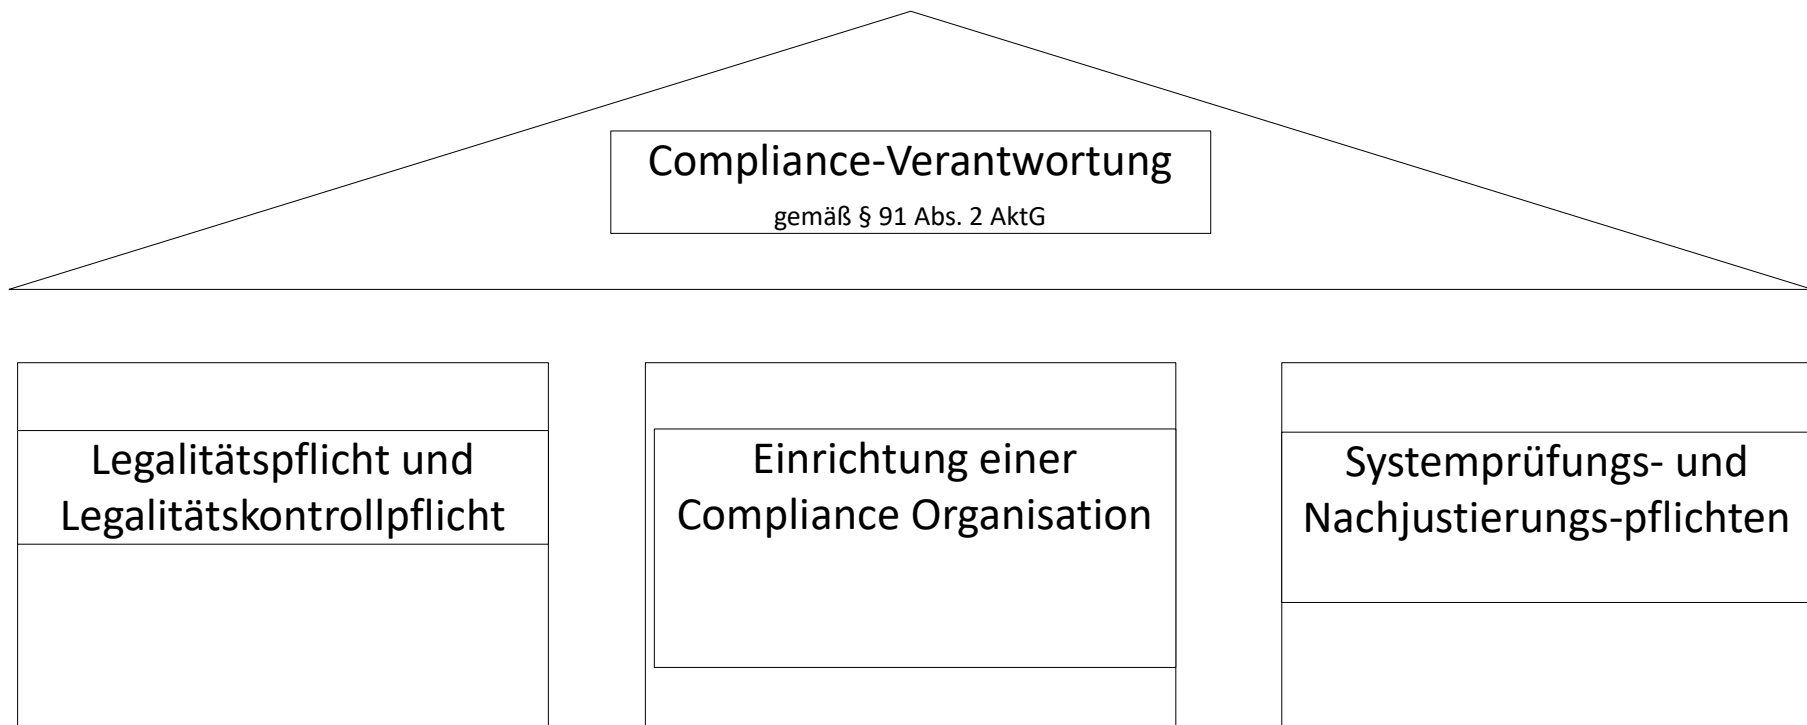 Compliance-Verantwortung
gemäß § 91 Abs. 2 AktG
Legalitätspflicht und
Legalitätskontrollpflicht
Einrichtung einer
Compliance Organisation
Systemprüfungs- und
Nachjustierungs-pflichten